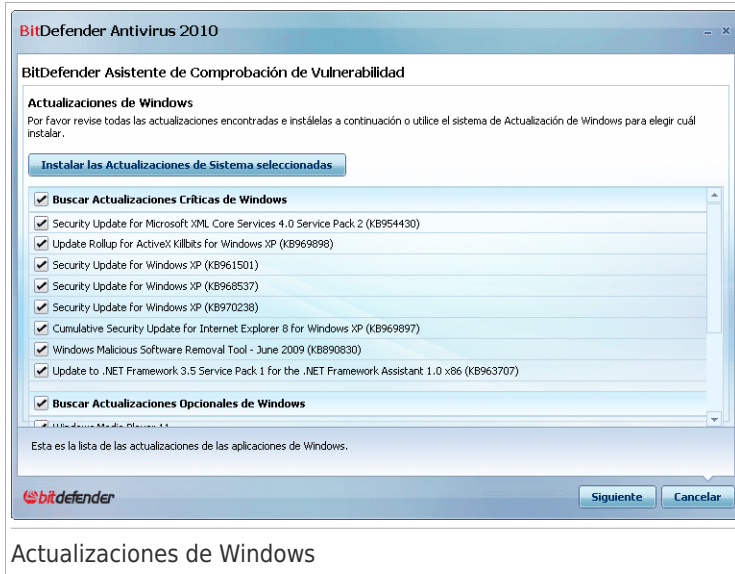 BitDefender Antivirus 2010
BitDefender Asistente de Comprobación de Vulnerabilidad
Actualizaciones de Windows
Por favor revise todas las actualizaciones encontradas e instálelas a continuación o utilice el sistema de Actualización de Windows para elegir cuál
instalar.
Instalar las Actualizaciones de Sistema seleccionadas
Buscar Actualizaciones Críticas de Windows
Security Update for Microsoft XML Core Services 4.0 Service Pack 2 (KB954430)
Update Rollup for ActiveX Killbits for Windows XP (KB969898)
Security Update for Windows XP (KB961501)
Security Update for Windows XP (KB968537)
Security Update for Windows XP (KB970238)
Cumulative Security Update for Internet Explorer 8 for Windows XP (KB969897)
Windows Malicious Software Removal Tool - June 2009 (KB890830)
Update to .NET Framework 3.5 Service Pack 1 for the .NET Framework Assistant 1.0 x86 (KB963707)
Buscar Actualizaciones Opcionales de Windows
Windows Media Player 11
Esta es la lista de las actualizaciones de las aplicaciones de Windows.
bitdefender
Siguiente
Cancelar
Actualizaciones de Windows